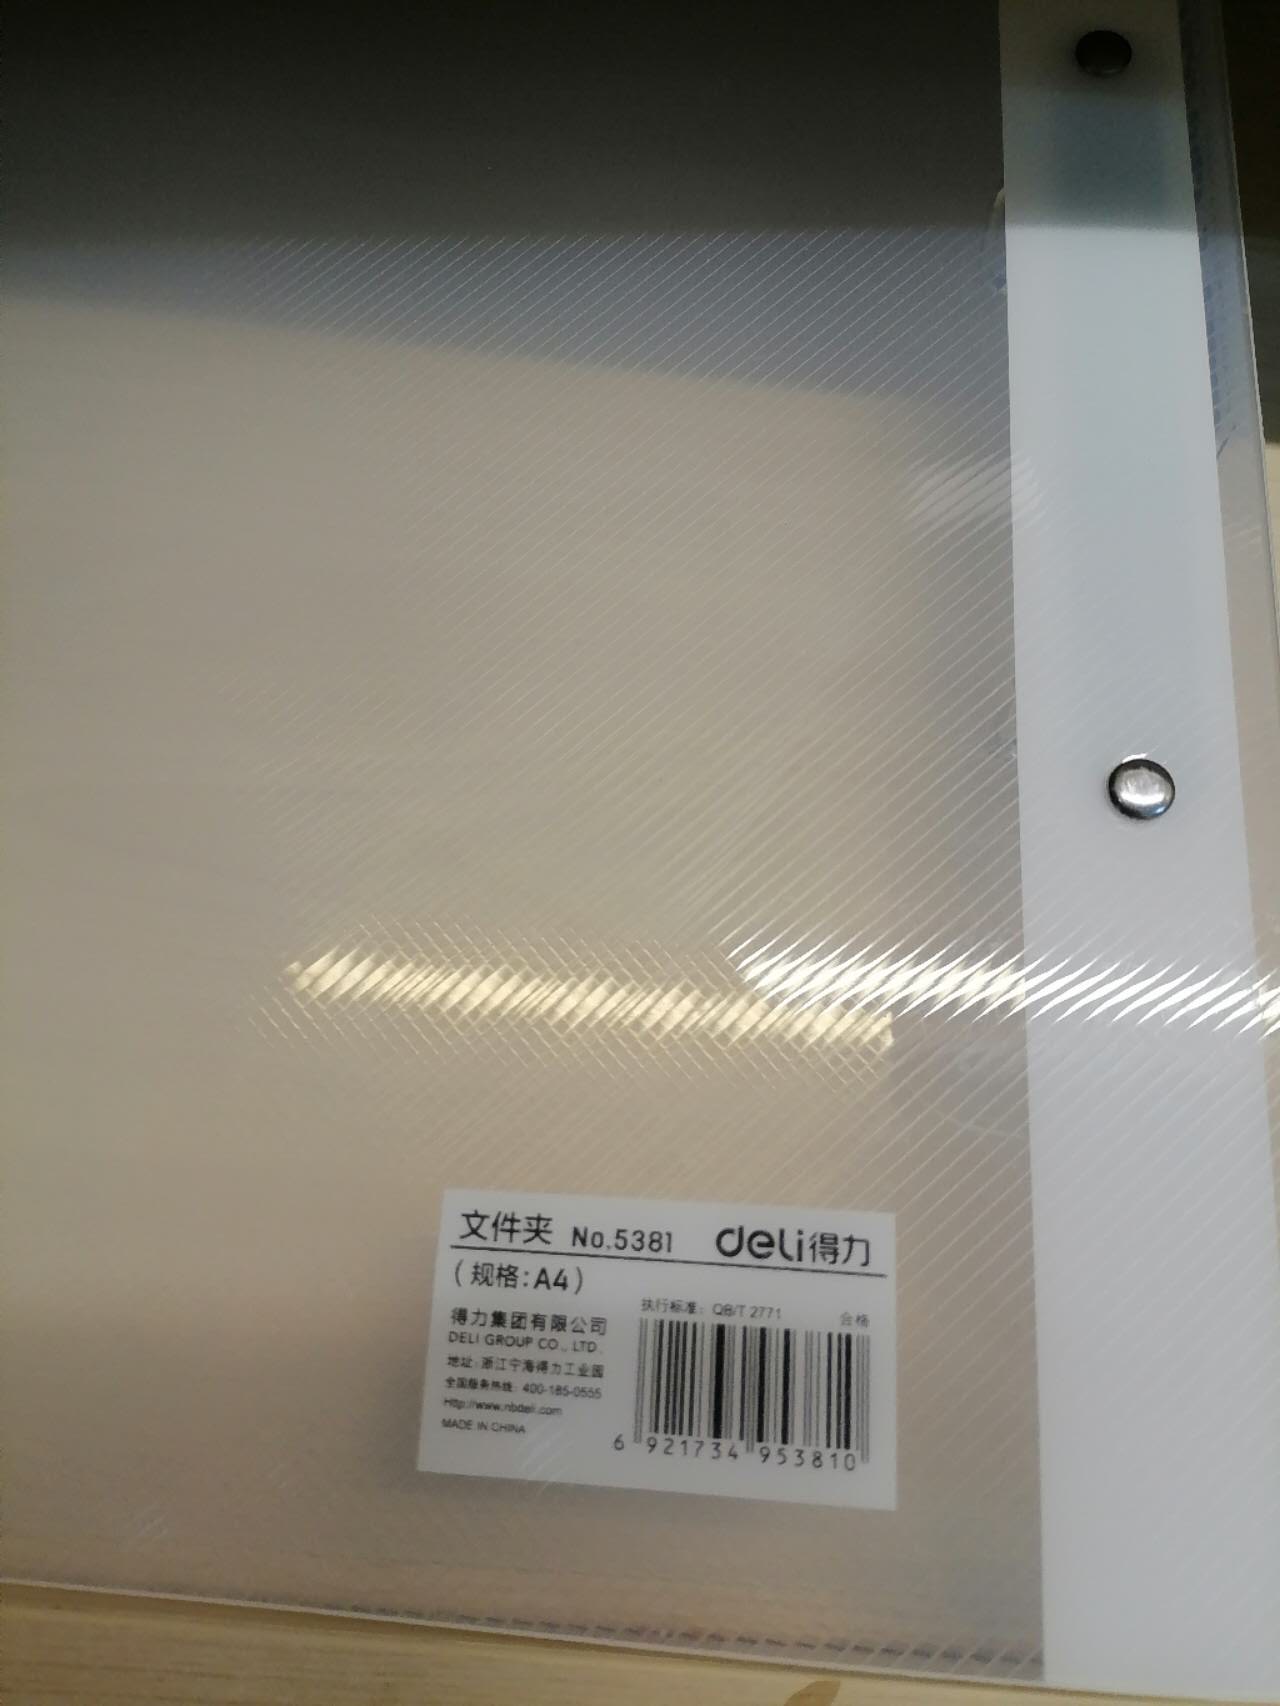 文件夹 No.5381 deli得力
(规格:A4)
执行标准: QB/T 2771 合格
得力集团有限公司
DELI GROUP CO., LTD.
地址:浙江宁海得力工业园
全国服务热线: 400-185-0555
Http://www.nbdeli.com
MADE IN CHINA
6 921734 953810